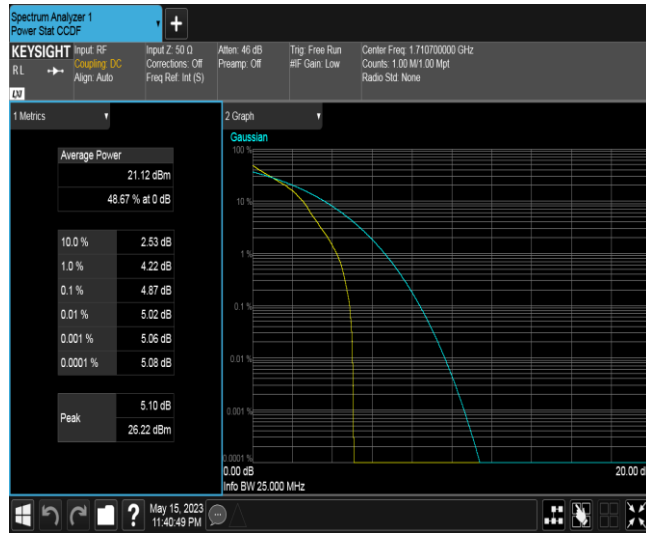 Spectrum Analyzer 1
Power Stat CCDF
+
KEYSIGHT
R L
LXI
Input: RF
Coupling: DC
Align: Auto
Input Z: 50 Ω
Corrections: Off
Freq Ref: Int (S)
Atten: 46 dB
Preamp: Off
Trig: Free Run
#IF Gain: Low
Center Freq: 1.710700000 GHz
Counts: 1.00 M/1.00 Mpt
Radio Std: None
1 Metrics
Average Power
21.12 dBm
48.67 % at 0 dB
10.0 % 2.53 dB
1.0 % 4.22 dB
0.1 % 4.87 dB
0.01 % 5.02 dB
0.001 % 5.06 dB
0.0001 % 5.08 dB
Peak
5.10 dB
26.22 dBm
2 Graph
Gaussian
100 %
10 %
1 %
0.1 %
0.01 %
0.001 %
0.0001 %
0.00 dB
20.00 d
Info BW 25.000 MHz
?
May 15, 2023
11:40:49 PM